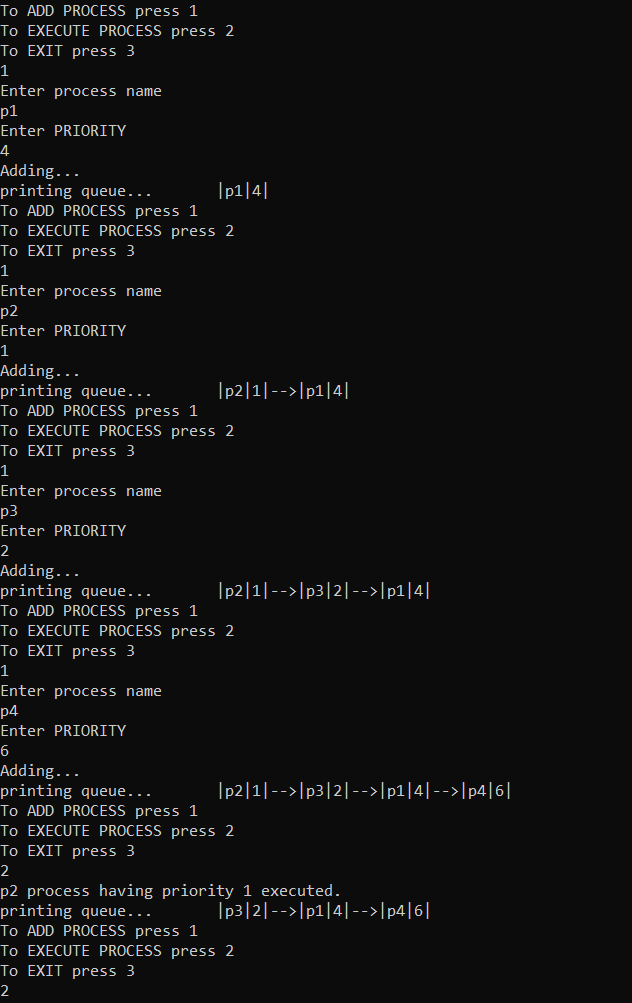 To ADD PROCESS press 1
To EXECUTE PROCESS press 2
To EXIT press 3
1
Enter process name
p1
Enter PRIORITY
4
Adding...
printing queue...       |p1|4|
To ADD PROCESS press 1
To EXECUTE PROCESS press 2
To EXIT press 3
1
Enter process name
p2
Enter PRIORITY
1
Adding...
printing queue...       |p2|1|-->|p1|4|
To ADD PROCESS press 1
To EXECUTE PROCESS press 2
To EXIT press 3
1
Enter process name
p3
Enter PRIORITY
2
Adding...
printing queue...       |p2|1|-->|p3|2|-->|p1|4|
To ADD PROCESS press 1
To EXECUTE PROCESS press 2
To EXIT press 3
1
Enter process name
p4
Enter PRIORITY
6
Adding...
printing queue...       |p2|1|-->|p3|2|-->|p1|4|-->|p4|6|
To ADD PROCESS press 1
To EXECUTE PROCESS press 2
To EXIT press 3
2
p2 process having priority 1 executed.
printing queue...       |p3|2|-->|p1|4|-->|p4|6|
To ADD PROCESS press 1
To EXECUTE PROCESS press 2
To EXIT press 3
2